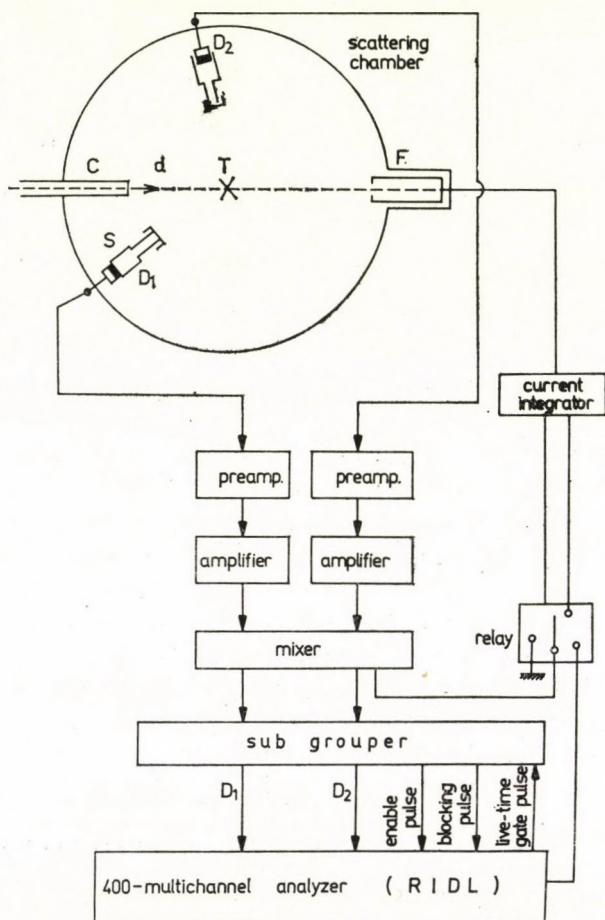 D2
scattering
chamber
C
d
T
F
S
D1
current
integrator
preamp.
preamp.
amplifier
amplifier
relay
mixer
sub grouper
D1
D2
enable
pulse
blocking
pulse
live-time
gate pulse
400-multichannel analyzer (RIDL)